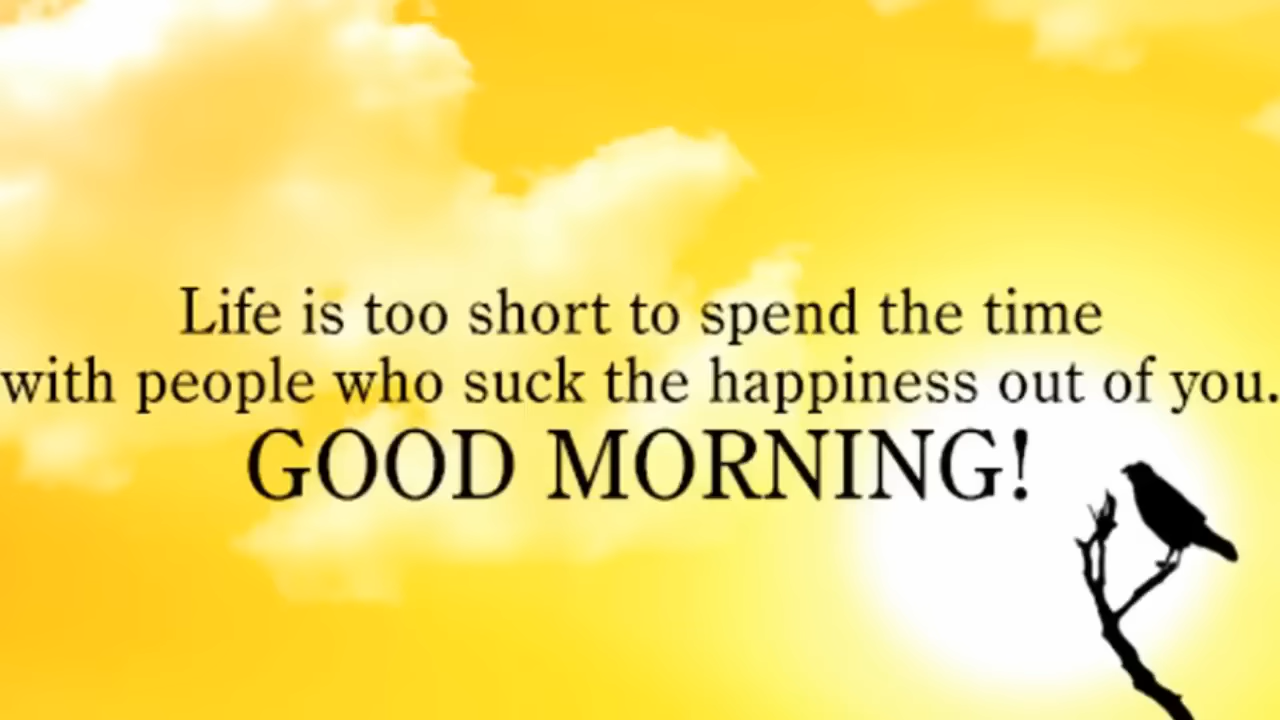 Life is too short to spend the time
with people who suck the happiness out of you.
GOOD MORNING!